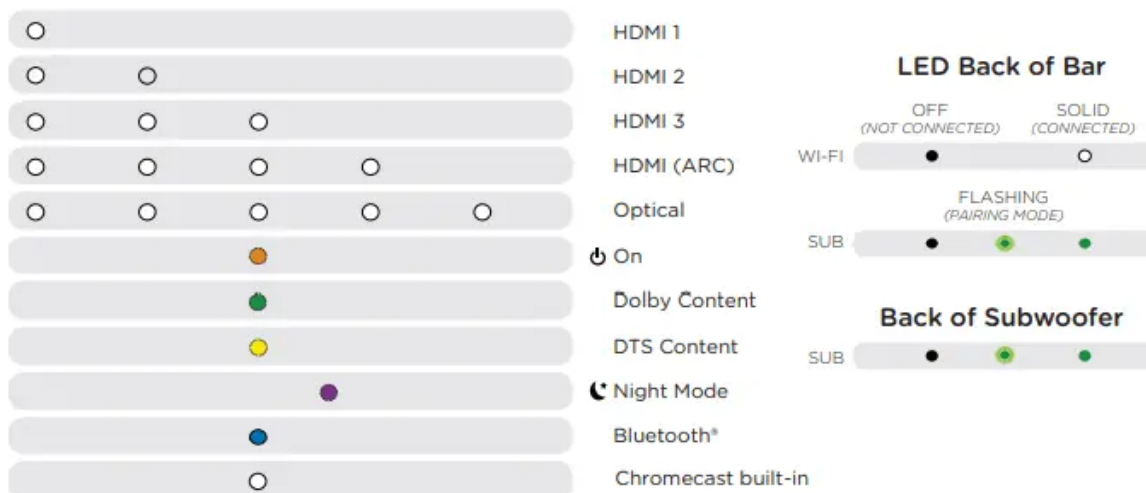 HDMI 1
HDMI 2
HDMI 3
HDMI (ARC)
Optical
On
Dolby Content
DTS Content
Night Mode
Bluetooth®
Chromecast built-in
LED Back of Bar
OFF SOLID
(NOT CONNECTED) (CONNECTED)
WI-FI
FLASHING
(PAIRING MODE)
SUB
Back of Subwoofer
SUB